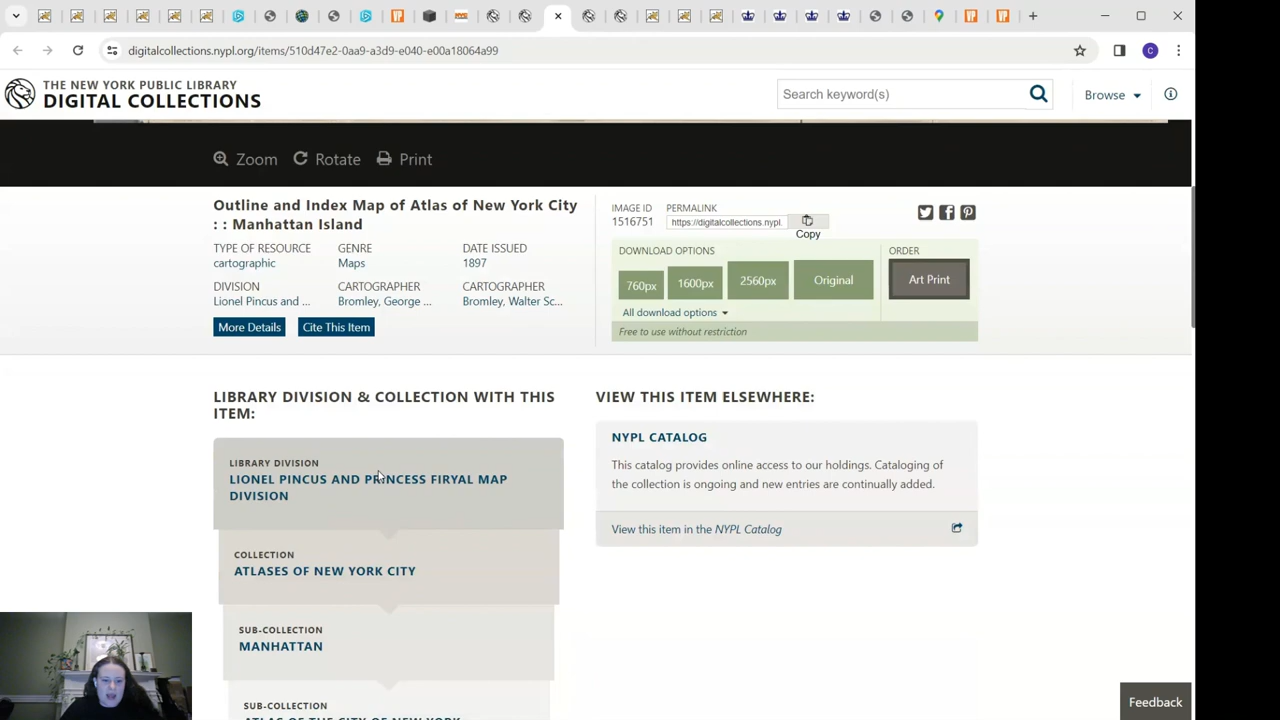 digitalcollections.nypl.org/items/510d47e2-0aa9-a3d9-e040-e00a18064a99
C
THE NEW YORK PUBLIC LIBRARY
DIGITAL COLLECTIONS
Search keyword(s)
Browse
Zoom
Rotate
Print
Outline and Index Map of Atlas of New York City
: : Manhattan Island
TYPE OF RESOURCE
cartographic
GENRE
Maps
DATE ISSUED
1897
DIVISION
Lionel Pincus and ...
CARTOGRAPHER
Bromley, George ...
CARTOGRAPHER
Bromley, Walter Sc...
More Details
Cite This Item
IMAGE ID
1516751
PERMALINK
https://digitalcollections.nypl.
Copy
DOWNLOAD OPTIONS
760px
1600px
2560px
Original
All download options
Free to use without restriction
ORDER
Art Print
LIBRARY DIVISION & COLLECTION WITH THIS
ITEM:
LIBRARY DIVISION
LIONEL PINCUS AND PRINCESS FIRYAL MAP
DIVISION
COLLECTION
ATLASES OF NEW YORK CITY
SUB-COLLECTION
MANHATTAN
SUB-COLLECTION
ATLAS OF THE CITY OF NEW YORK
VIEW THIS ITEM ELSEWHERE:
NYPL CATALOG
This catalog provides online access to our holdings. Cataloging of
the collection is ongoing and new entries are continually added.
View this item in the NYPL Catalog
Feedback